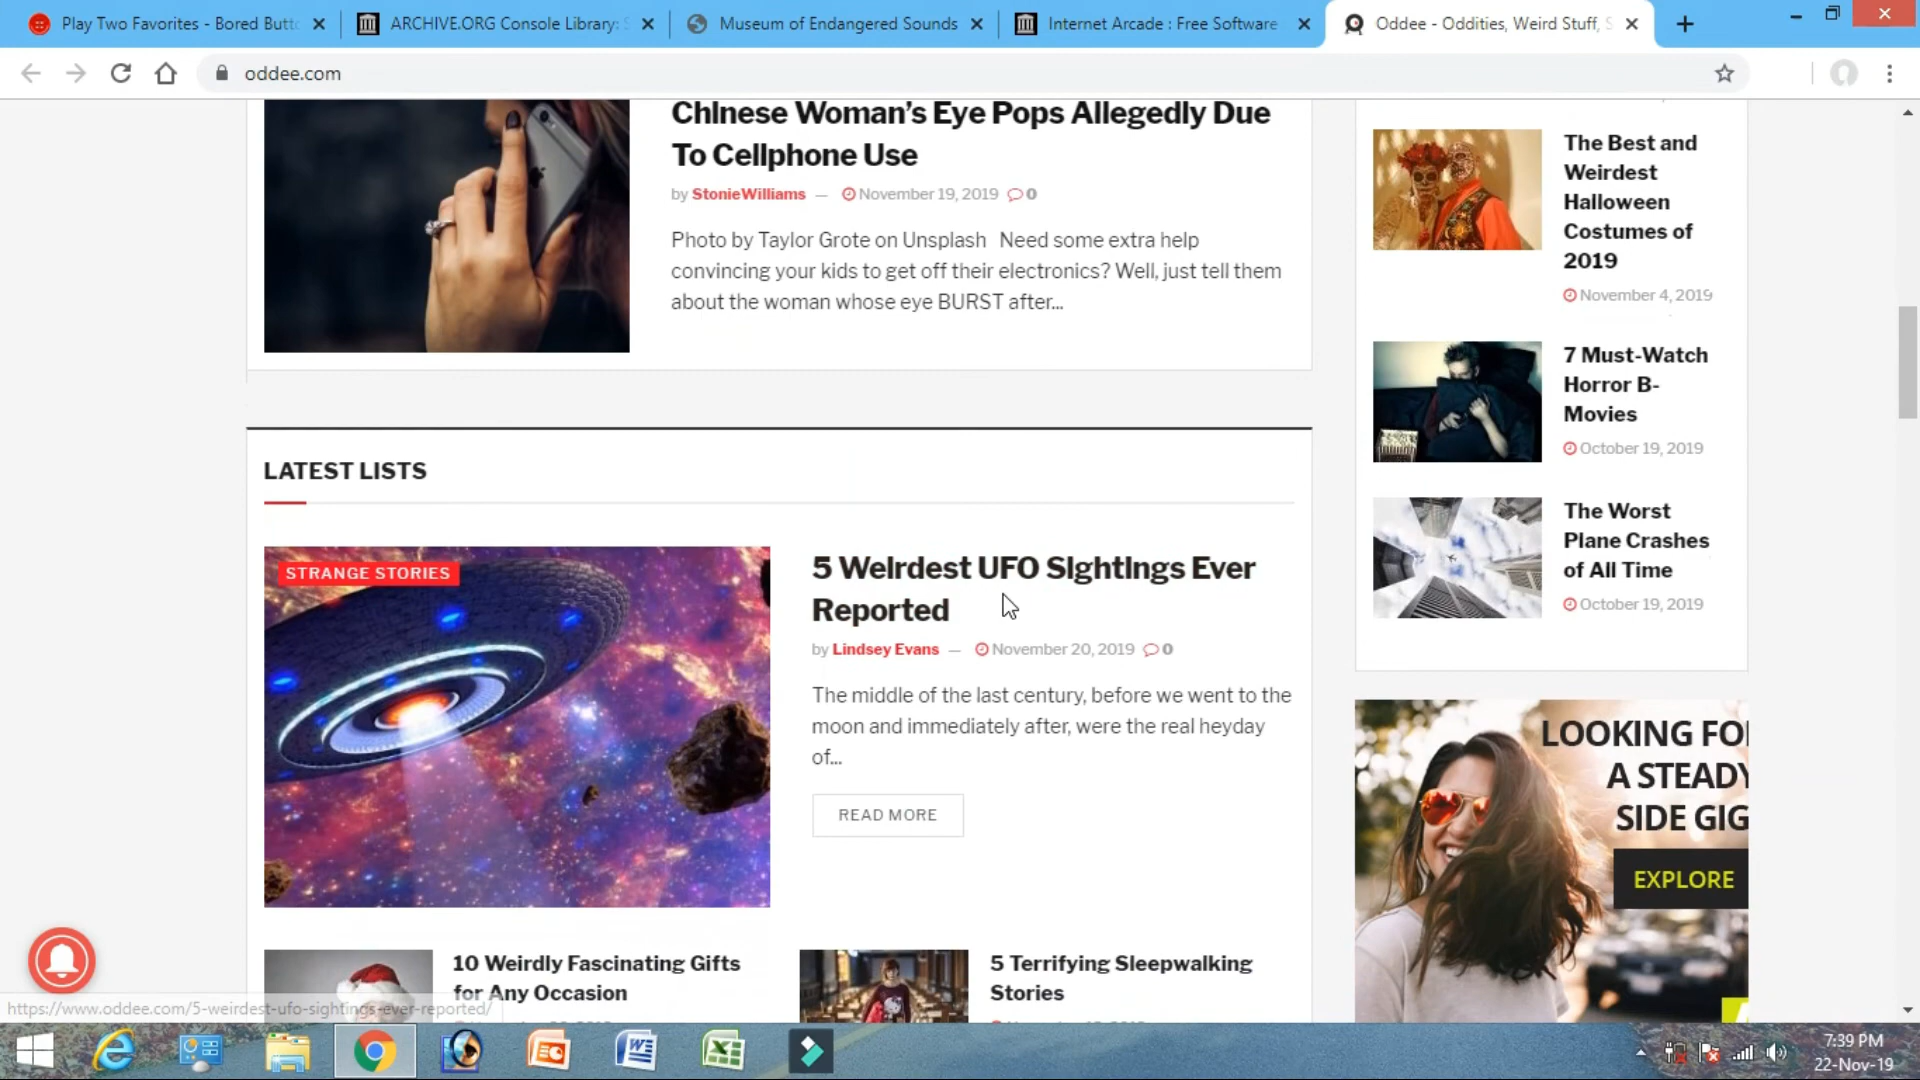 Play Two Favorites - Bored Butt
ARCHIVE.ORG Console Library:
Museum of Endangered Sounds
Internet Arcade : Free Software
Oddee - Oddities, Weird Stuff, S
oddee.com
Chinese Woman's Eye Pops Allegedly Due
To Cellphone Use
by StonieWilliams — November 19, 2019 0
Photo by Taylor Grote on Unsplash Need some extra help
convincing your kids to get off their electronics? Well, just tell them
about the woman whose eye BURST after...
The Best and
Weirdest
Halloween
Costumes of
2019
November 4, 2019
7 Must-Watch
Horror B-
Movies
October 19, 2019
The Worst
Plane Crashes
of All Time
October 19, 2019
LATEST LISTS
STRANGE STORIES
5 Weirdest UFO Sightings Ever
Reported
by Lindsey Evans — November 20, 2019 0
The middle of the last century, before we went to the
moon and immediately after, were the real heyday
of...
READ MORE
LOOKING FO
A STEADY
SIDE GIG
EXPLORE
10 Weirdly Fascinating Gifts
for Any Occasion
5 Terrifying Sleepwalking
Stories
https://www.oddee.com/5-weirdest-ufo-sightings-ever-reported/
7:39 PM
22-Nov-19